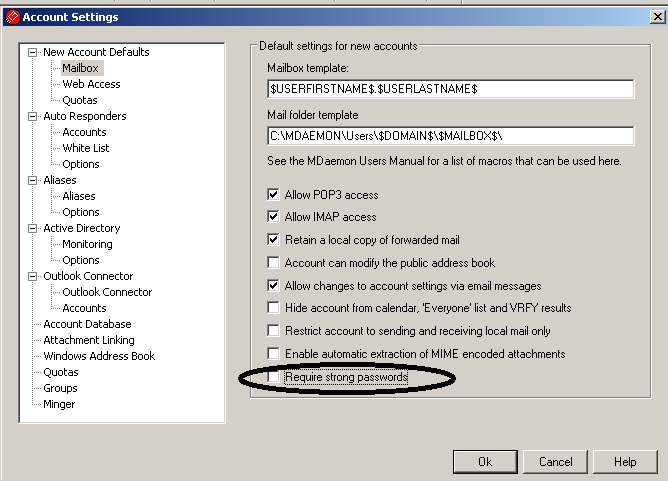 Account Settings
New Account Defaults
Mailbox
Web Access
Quotas
Auto Responders
Accounts
White List
Options
Aliases
Aliases
Options
Active Directory
Monitoring
Options
Outlook Connector
Outlook Connector
Accounts
Account Database
Attachment Linking
Windows Address Book
Quotas
Groups
Minger
Default settings for new accounts
Mailbox template:
$USERFIRSTNAME$.$USERLASTNAME$
Mail folder template
C:\MDAEMON\Users\$DOMAIN$\$MAILBOX$\
See the MDaemon Users Manual for a list of macros that can be used here.
Allow POP3 access
Allow IMAP access
Retain a local copy of forwarded mail
Account can modify the public address book
Allow changes to account settings via email messages
Hide account from calendar, 'Everyone' list and VRFY results
Restrict account to sending and receiving local mail only
Enable automatic extraction of MIME encoded attachments
Require strong passwords
Ok
Cancel
Help